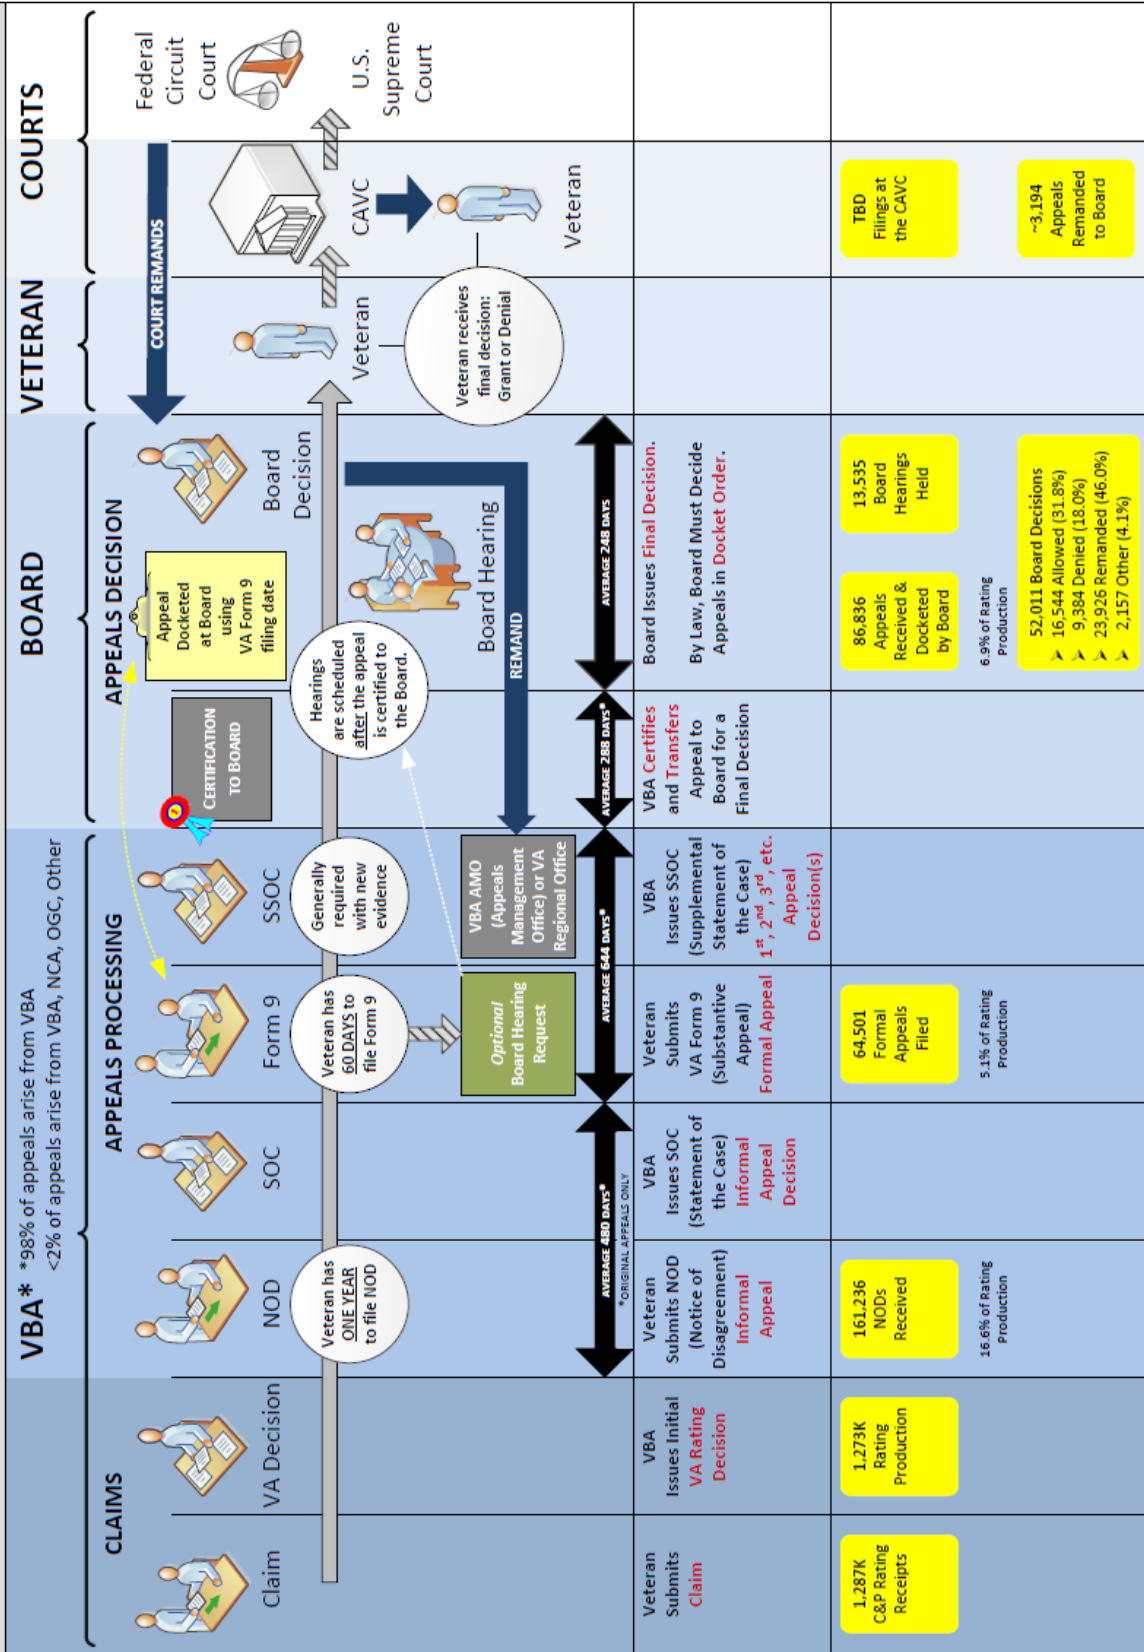 VBA* *98% of appeals arise from VBA
<2% of appeals arise from VBA, NCA, OGC, Other
BOARD
VETERAN
COURTS
CLAIMS
APPEALS PROCESSING
APPEALS DECISION
Claim
VA Decision
NOD
SOC
Form 9
SSOC
CERTIFICATION
TO BOARD
Appeal
Docketed
at Board
using
VA Form 9
filing date
Board
Decision
COURT REMANDS
Veteran
CAVC
Federal
Circuit
Court
U.S.
Supreme
Court
Veteran has
ONE YEAR
to file NOD
Veteran has
60 DAYS to
file Form 9
Generally
required
with new
evidence
Hearings
are scheduled
after the appeal
is certified to
the Board.
Optional
Board Hearing
Request
VBA AMO
(Appeals
Management
Office) or VA
Regional Office
REMAND
Board Hearing
Veteran receives
final decision:
Grant or Denial
Veteran
AVERAGE 480 DAYS*
*ORIGINAL APPEALS ONLY
AVERAGE 644 DAYS*
AVERAGE 288 DAYS*
AVERAGE 248 DAYS
Veteran
Submits
Claim
VBA
Issues Initial
VA Rating
Decision
Veteran
Submits NOD
(Notice of
Disagreement)
Informal
Appeal
VBA
Issues SOC
(Statement of
the Case)
Informal
Appeal
Decision
Veteran
Submits
VA Form 9
(Substantive
Appeal)
Formal Appeal
VBA
Issues SSOC
(Supplemental
Statement of
the Case)
1st, 2nd, 3rd, etc.
Appeal
Decision(s)
VBA Certifies
and Transfers
Appeal to
Board for a
Final Decision
Board Issues Final Decision.
By Law, Board Must Decide
Appeals in Docket Order.
1,287K
C&P Rating
Receipts
1,273K
Rating
Production
161,236
NODs
Received
16.6% of Rating
Production
64,501
Formal
Appeals
Filed
5.1% of Rating
Production
86,836
Appeals
Received &
Docketed
by Board
6.9% of Rating
Production
13,535
Board
Hearings
Held
52,011 Board Decisions
➢ 16,544 Allowed (31.8%)
➢ 9,384 Denied (18.0%)
➢ 23,926 Remanded (46.0%)
➢ 2,157 Other (4.1%)
TBD
Filings at
the CAVC
~3,194
Appeals
Remanded
to Board